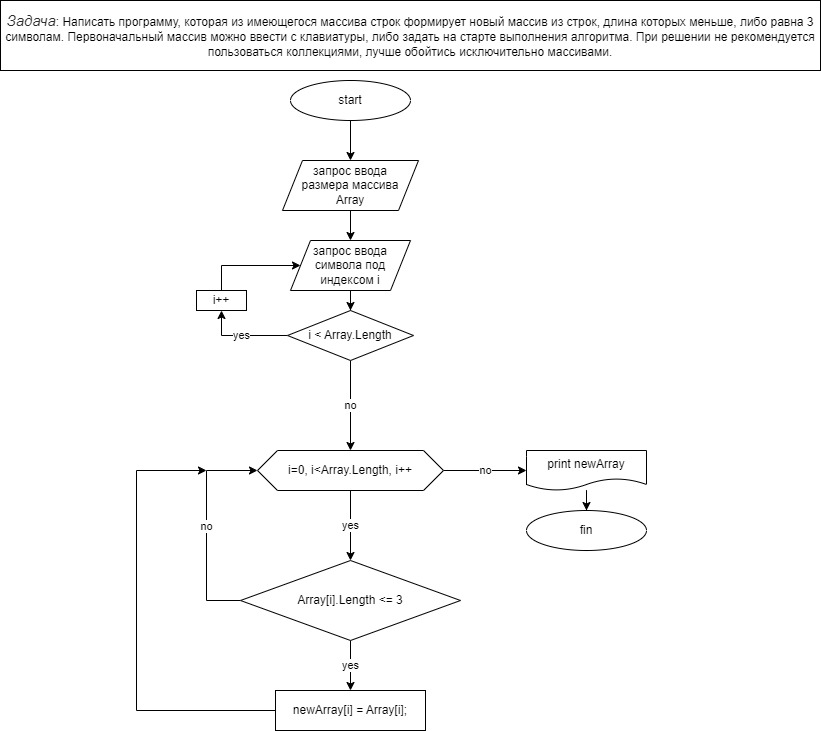 Задача: Написать программу, которая из имеющегося массива строк формирует новый массив из строк, длина которых меньше, либо равна 3
символам. Первоначальный массив можно ввести с клавиатуры, либо задать на старте выполнения алгоритма. При решении не рекомендуется
пользоваться коллекциями, лучше обойтись исключительно массивами.
start
запрос ввода
размера массива
Array
запрос ввода
символа под
индексом i
i++
yes
i < Array.Length
no
i=0, i<Array.Length, i++
no
print newArray
no
yes
fin
Array[i].Length <= 3
yes
newArray[i] = Array[i];